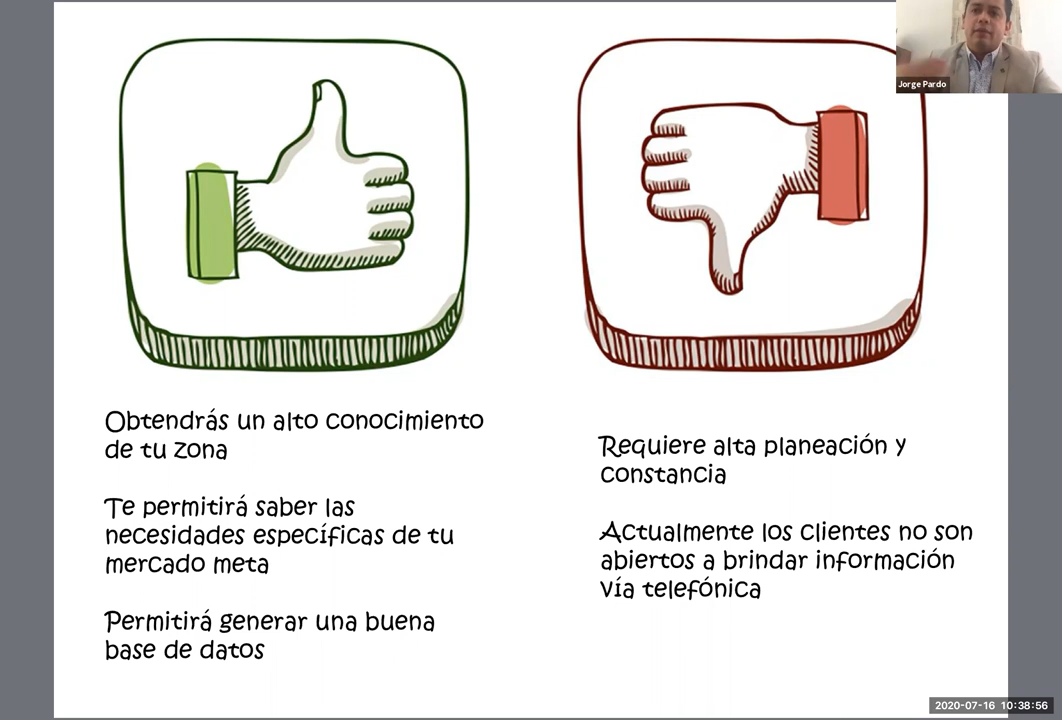 Jorge Pardo
Obtendrás un alto conocimiento
de tu zona
Te permitirá saber las
necesidades específicas de tu
mercado meta
Permitirá generar una buena
base de datos
Requiere alta planeación y
constancia
Actualmente los clientes no son
abiertos a brindar información
vía telefónica
2020-07-16 10:38:56